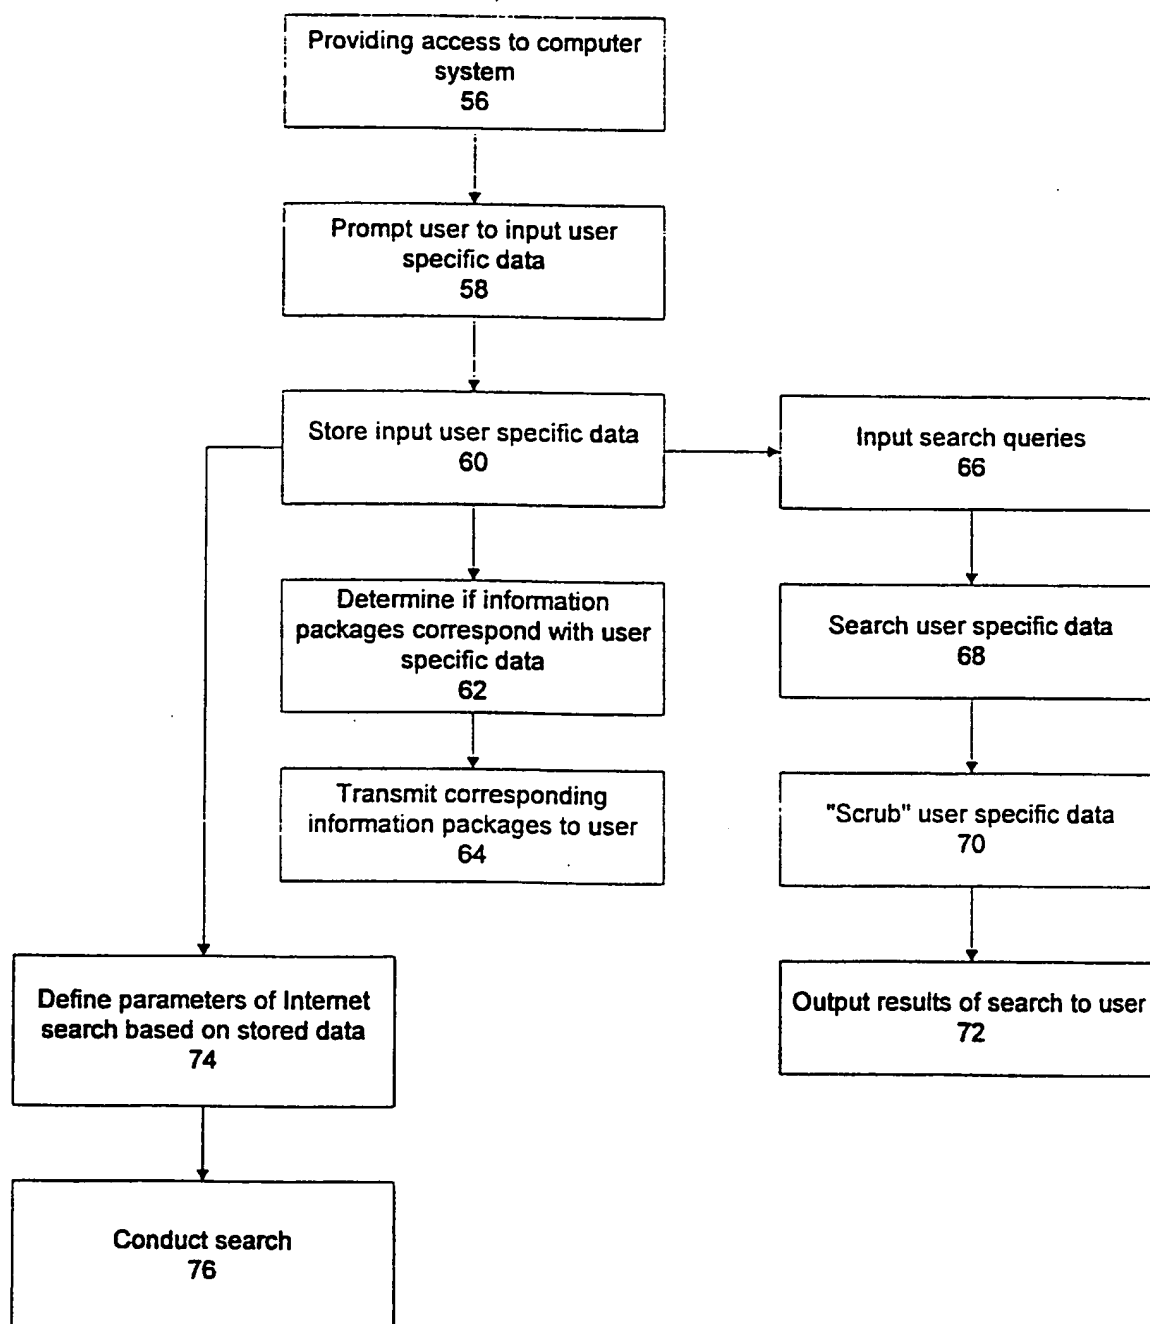 Providing access to computer
system
56
Prompt user to input user
specific data
58
Store input user specific data
60
Input search queries
66
Determine if information
packages correspond with user
specific data
62
Search user specific data
68
Transmit corresponding
information packages to user
64
"Scrub" user specific data
70
Define parameters of Internet
search based on stored data
74
Output results of search to user
72
Conduct search
76